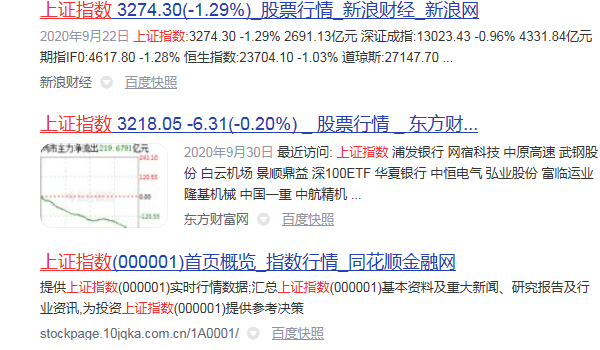 上证指数 3274.30(-1.29%)_股票行情_新浪财经_新浪网
2020年9月22日 上证指数:3274.30 -1.29% 2691.13亿元 深证成指:13023.43 -0.96% 4331.84亿元
期指IF0:4617.80 -1.28% 恒生指数:23704.10 -1.03% 道琼斯:27147.70 ...
新浪财经 百度快照
上证指数 3218.05 -6.31(-0.20%) _ 股票行情 _ 东方财...
两市主力净流出219.6791亿元
241.10
120.55
0.00
-120.55
2020年9月30日 最近访问: 上证指数 浦发银行 网宿科技 中原高速 武钢股
份 白云机场 景顺鼎益 深100ETF 华夏银行 中恒电气 弘业股份 富临运业
隆基机械 中国一重 中航精机 ...
东方财富网 百度快照
上证指数(000001)首页概览_指数行情_同花顺金融网
提供上证指数(000001)实时行情数据;汇总上证指数(000001)基本资料及重大新闻、研究报告及行
业资讯,为投资上证指数(000001)提供参考决策
stockpage.10jqka.com.cn/1A0001/ 百度快照